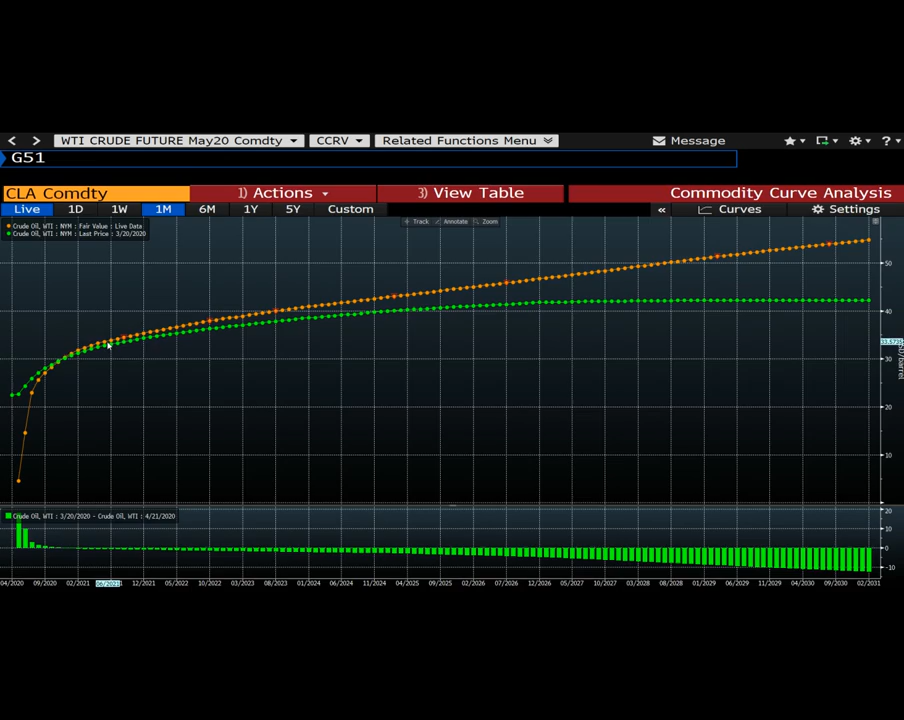 WTI CRUDE FUTURE May20 Comdty CCRV Related Functions Menu Message
G51
CLA Comdty 1) Actions 3) View Table Commodity Curve Analysis
Live 1D 1W 1M 6M 1Y 5Y Custom « Curves Settings
Track Annotate Zoom
Crude Oil, WTI : NYM : Fair Value : Live Data
Crude Oil, WTI : NYM : Last Price : 3/20/2020
50
40
33.5735
USD/barrel
30
20
10
Crude Oil, WTI : 3/20/2020 - Crude Oil, WTI : 4/21/2020
20
10
0
-10
04/2020 09/2020 02/2021 12/2021 05/2022 10/2022 03/2023 08/2023 01/2024 06/2024 11/2024 04/2025 09/2025 02/2026 07/2026 12/2026 05/2027 10/2027 03/2028 08/2028 01/2029 06/2029 11/2029 04/2030 09/2030 02/2031